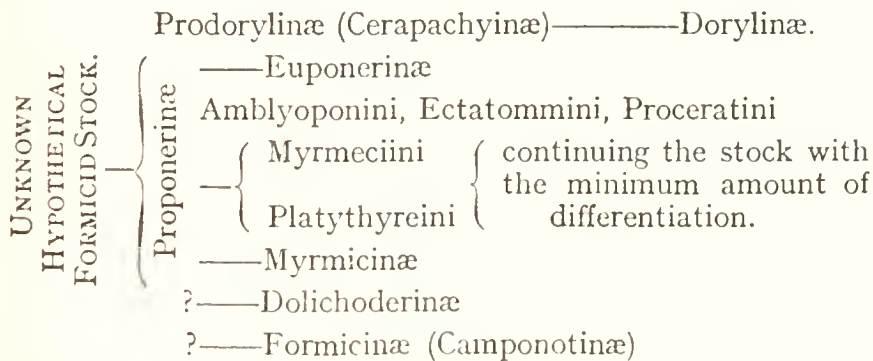 Prodorylinæ (Cerapachyinæ)———Dorylinæ.
UNKNOWN
HYPOTHETICAL
FORMICID STOCK.
Proponerinæ
——Euponerinæ
Amblyoponini, Ectatommini, Proceratini
Myrmeciini
Platythyreini
continuing the stock with
the minimum amount of
differentiation.
——Myrmicinæ
?——Dolichoderinæ
?——Formicinæ (Camponotinæ)